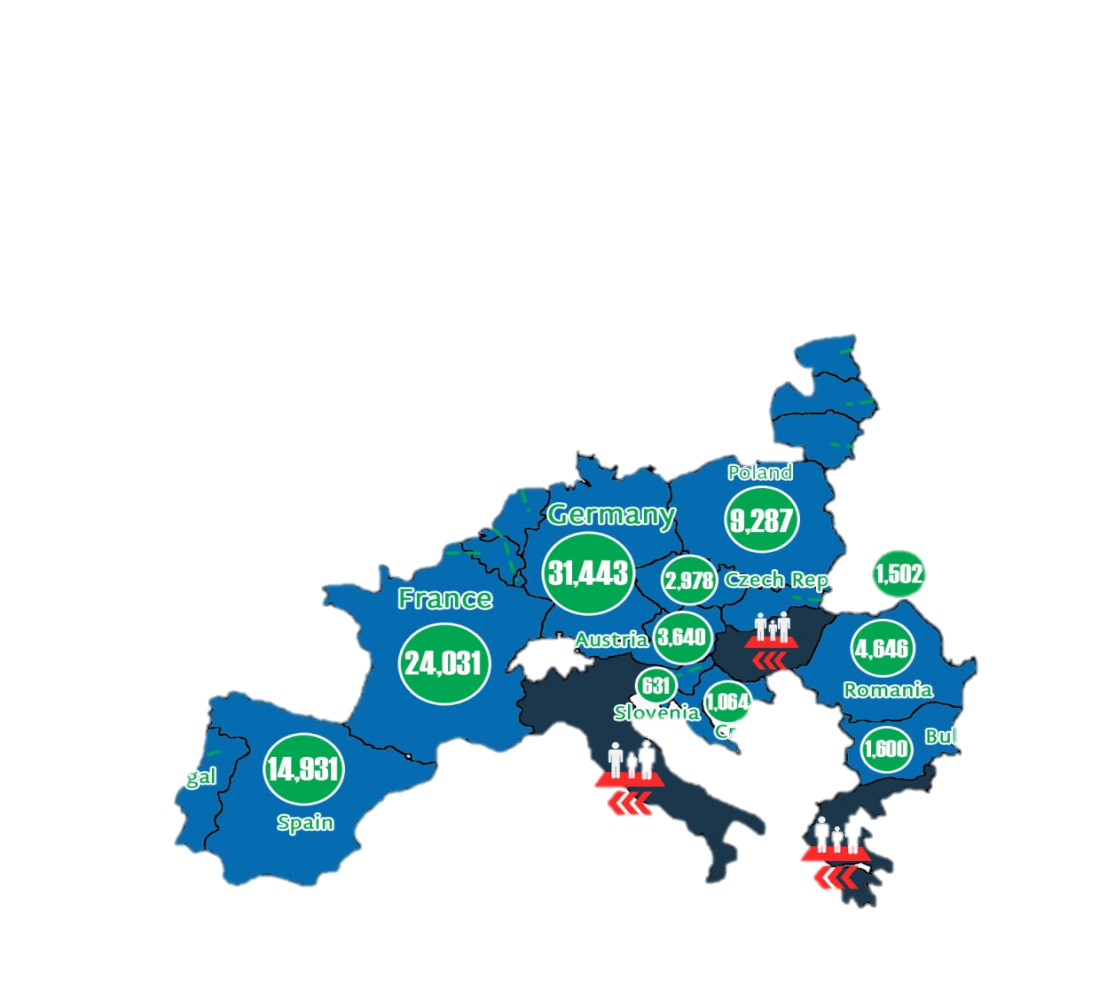 Poland
9,287
Germany
31,443
2,978
Czech Rep
1,502
France
24,031
Austria
3,640
4,646
Romania
631
Slovenia
1,064
Cr
1,600
Bul
14,931
gal
Spain